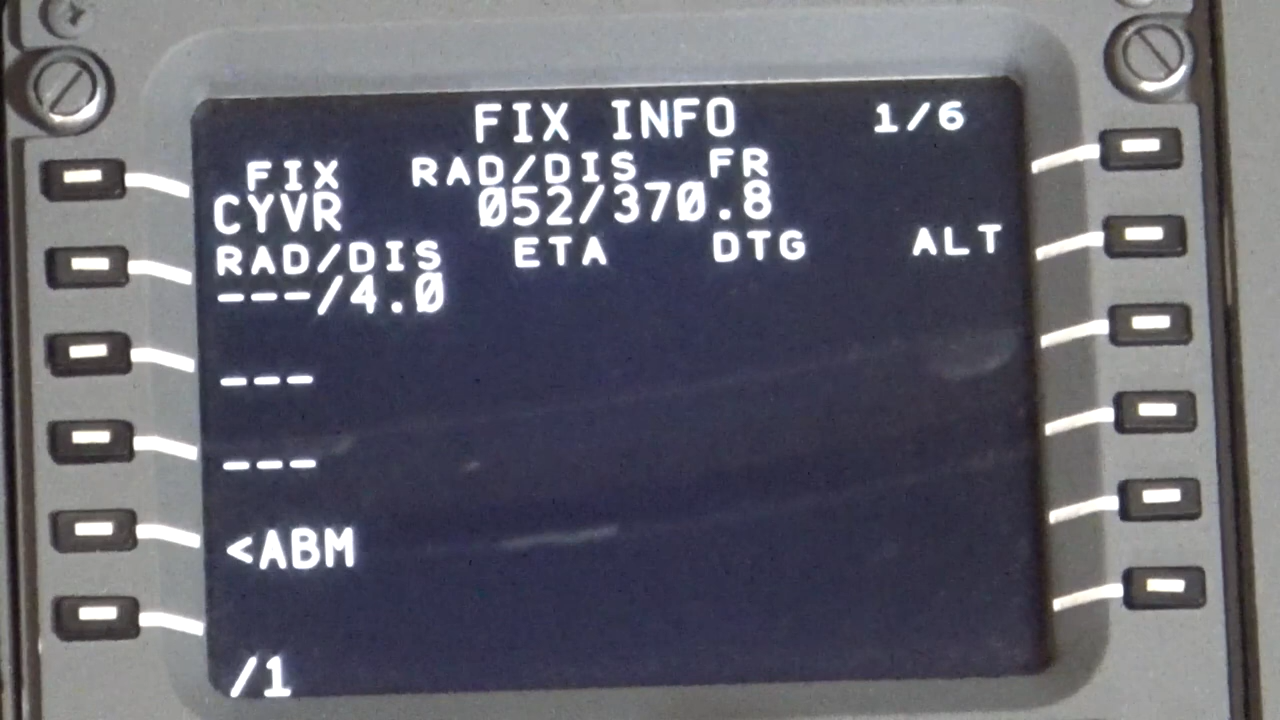 FIX INFO 1/6
FIX RAD/DIS FR
CYVR 052/370.8
RAD/DIS ETA DTG ALT
---/4.0
---
---
<ABM
/1